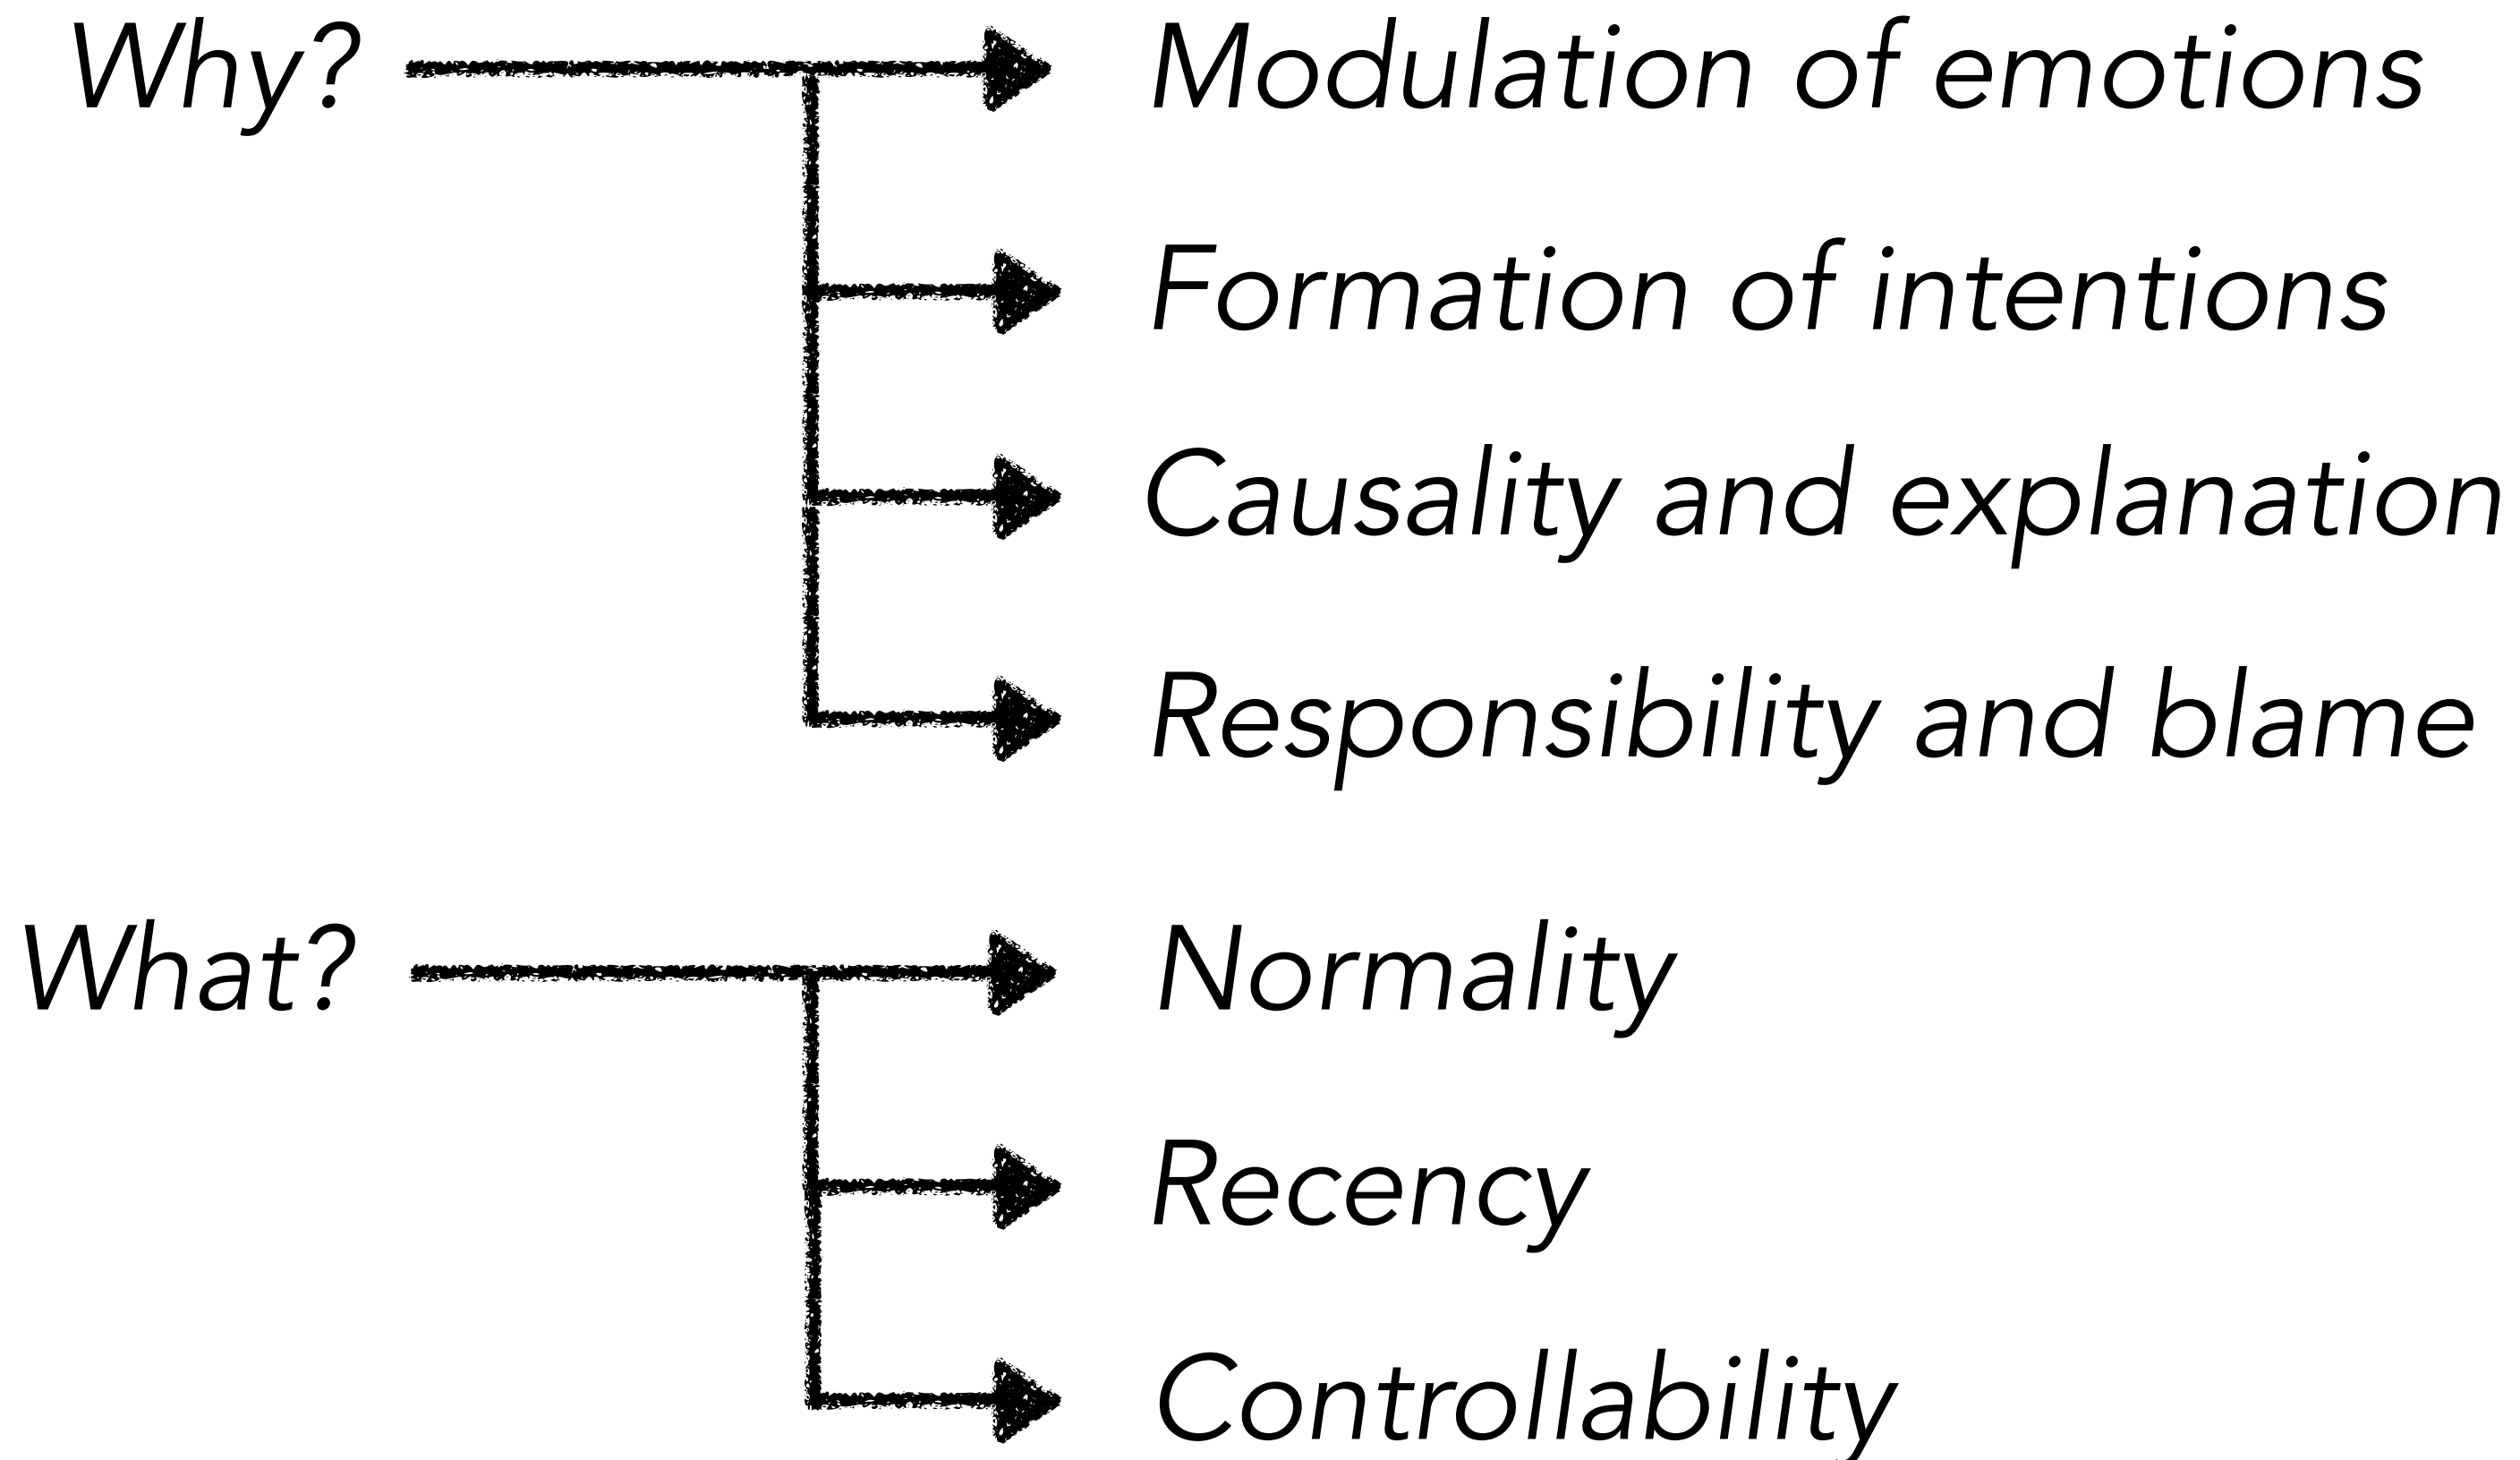 Why? Modulation of emotions
Formation of intentions
Causality and explanation
Responsibility and blame
What? Normality
Recency
Controllability